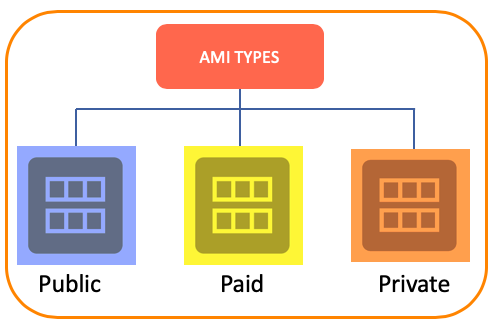 AMI TYPES
Public
Paid
Private